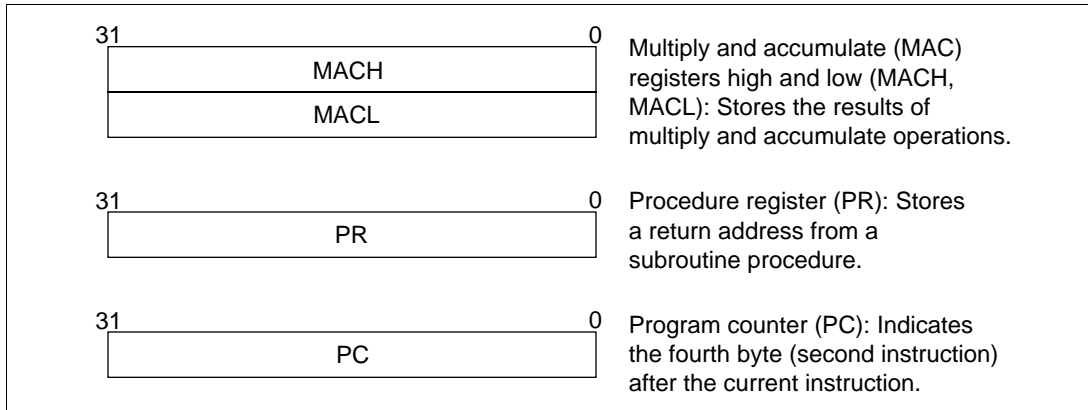 31 0
MACH
MACL
Multiply and accumulate (MAC)
registers high and low (MACH,
MACL): Stores the results of
multiply and accumulate operations.
31 0
PR
Procedure register (PR): Stores
a return address from a
subroutine procedure.
31 0
PC
Program counter (PC): Indicates
the fourth byte (second instruction)
after the current instruction.